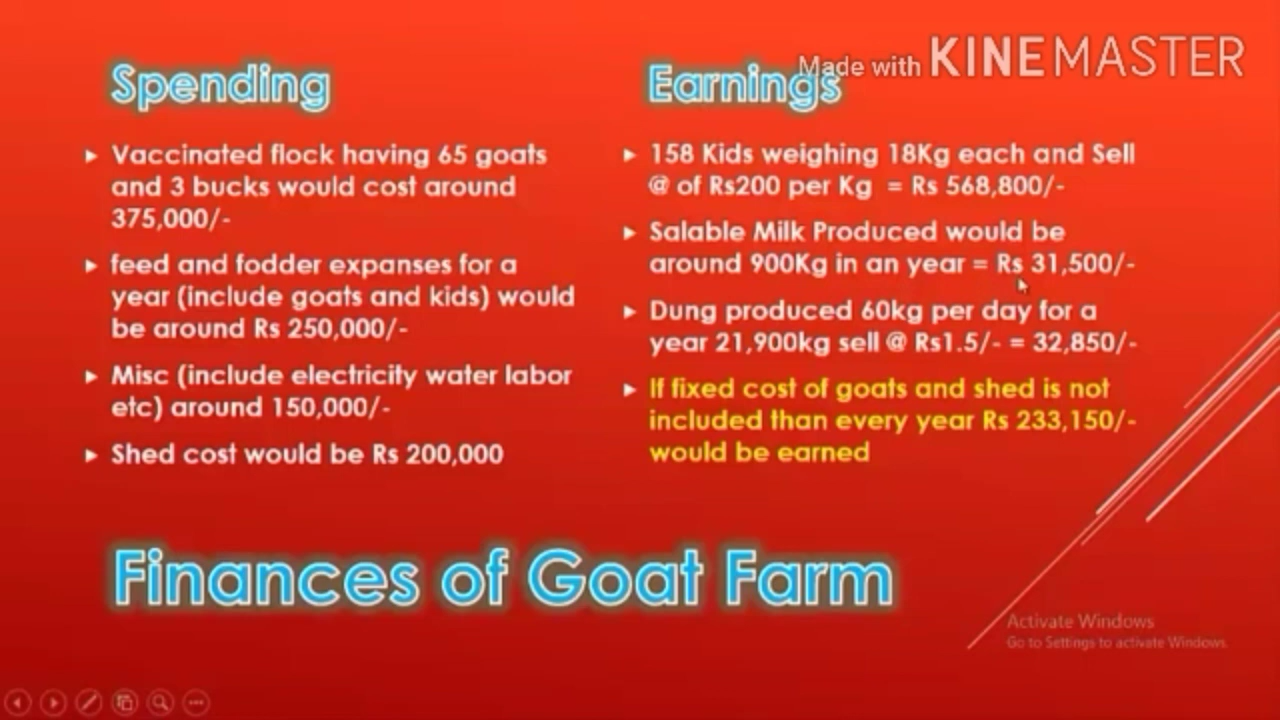 Made with KINEMASTER
Spending
Vaccinated flock having 65 goats
and 3 bucks would cost around
375,000/-
feed and fodder expanses for a
year (include goats and kids) would
be around Rs 250,000/-
Misc (include electricity water labor
etc) around 150,000/-
Shed cost would be Rs 200,000
Earnings
158 Kids weighing 18Kg each and Sell
@ of Rs200 per Kg = Rs 568,800/-
Salable Milk Produced would be
around 900Kg in an year = Rs 31,500/-
Dung produced 60kg per day for a
year 21,900kg sell @ Rs1.5/- = 32,850/-
If fixed cost of goats and shed is not
included than every year Rs 233,150/-
would be earned
Finances of Goat Farm
Activate Windows
Go to Settings to activate Windows.